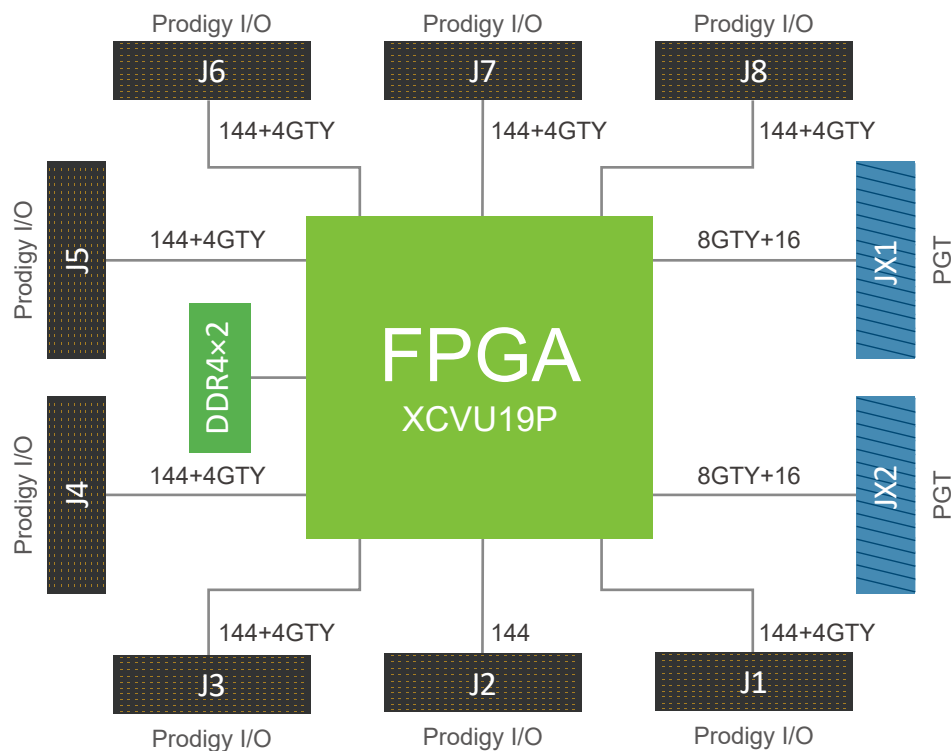 Prodigy I/O
Prodigy I/O
Prodigy I/O
J6
J7
J8
144+4GTY
144+4GTY
144+4GTY
Prodigy I/O
J5
144+4GTY
8GTY+16
JX1
PGT
DDR4×2
FPGA
XCVU19P
Prodigy I/O
J4
144+4GTY
8GTY+16
JX2
PGT
144+4GTY
144
144+4GTY
J3
J2
J1
Prodigy I/O
Prodigy I/O
Prodigy I/O